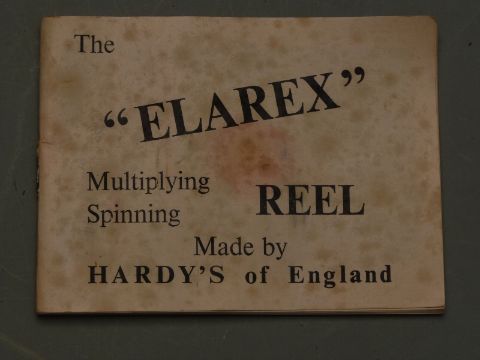 The
“ELAREX”
Multiplying
Spinning REEL
Made by
HARDY'S of England